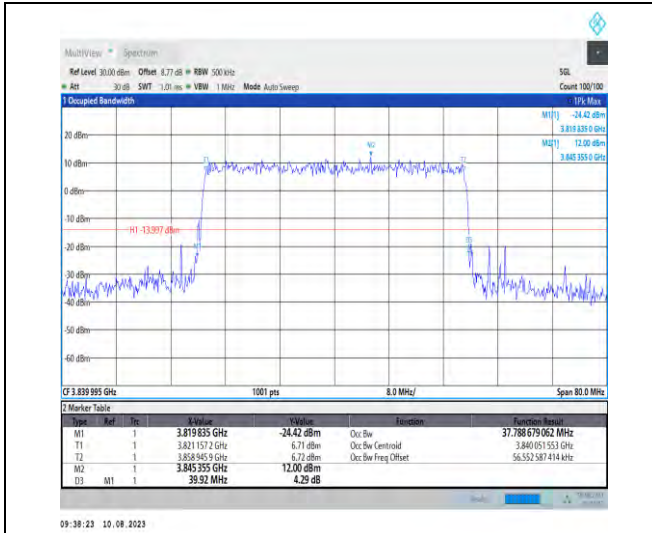 MultiView Spectrum
Ref Level 30.00 dBm Offset 8.77 dB RBW 500 kHz SGL
Att 30 dB SWT 1.01 ms VBW 1 MHz Mode Auto Sweep Count 100/100
1 Occupied Bandwidth 1Pk Max
M1[1] -24.42 dBm
3.819 835 0 GHz
M2[1] 12.00 dBm
3.845 355 0 GHz
20 dBm
M2
T1 T2
10 dBm
0 dBm
-10 dBm
H1 -13.997 dBm
-20 dBm
-30 dBm
-40 dBm
-50 dBm
-60 dBm
CF 3.839 995 GHz 1001 pts 8.0 MHz/ Span 80.0 MHz
2 Marker Table
Type Ref Trc X-Value Y-Value Function Function Result
M1 1 3.819 835 GHz -24.42 dBm Occ Bw 37.788 679 062 MHz
T1 1 3.821 157 2 GHz 6.71 dBm Occ Bw Centroid 3.840 051 553 GHz
T2 1 3.858 945 9 GHz 6.72 dBm Occ Bw Freq Offset 56.552 587 414 kHz
M2 1 3.845 355 GHz 12.00 dBm
D3 M1 1 39.92 MHz 4.29 dB
09:38:23 10.08.2023